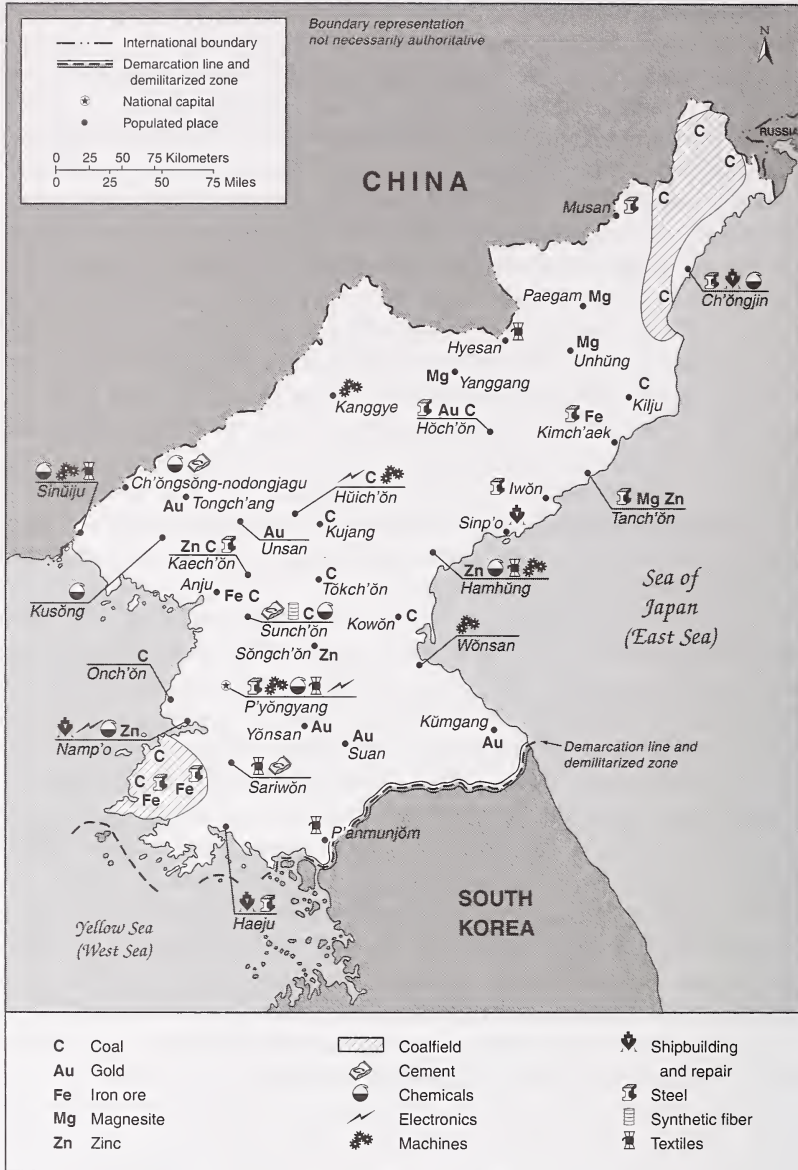 Boundary representation
not necessarily authoritative
International boundary
Demarcation line and
demilitarized zone
National capital
Populated place
0 25 50 75 Kilometers
0 25 50 75 Miles
N
CHINA
RUSSIA
C
C
C
C
Musan
Ch'ŏngjin
Paegam Mg
Hyesan
Mg
Unhŭng
Mg Yanggang
C
Kilju
Kanggye
Au C
Hŏch'ŏn
Fe
Kimch'aek
Sinŭiju
Ch'ŏngsŏng-nodongjagu
Au Tongch'ang
C
Hŭich'ŏn
Iwŏn
Mg Zn
Tanch'ŏn
Sinp'o
Au
Unsan
C
Kujang
Zn C
Kaech'ŏn
Zn
Hamhŭng
Kusŏng
Anju
Fe C
C
Tŏkch'ŏn
Sea of
Japan
(East Sea)
C
Sunch'ŏn
Kowŏn C
Wŏnsan
Sŏngch'ŏn Zn
C
Onch'ŏn
P'yŏngyang
Zn
Namp'o
Yŏnsan Au
Au
Suan
Kŭmgang
Au
Demarcation line and
demilitarized zone
C
C
Fe
Fe
Sariwŏn
P'anmunjŏm
Haeju
SOUTH
KOREA
Yellow Sea
(West Sea)
C Coal
Au Gold
Fe Iron ore
Mg Magnesite
Zn Zinc
Coalfield
Cement
Chemicals
Electronics
Machines
Shipbuilding
and repair
Steel
Synthetic fiber
Textiles